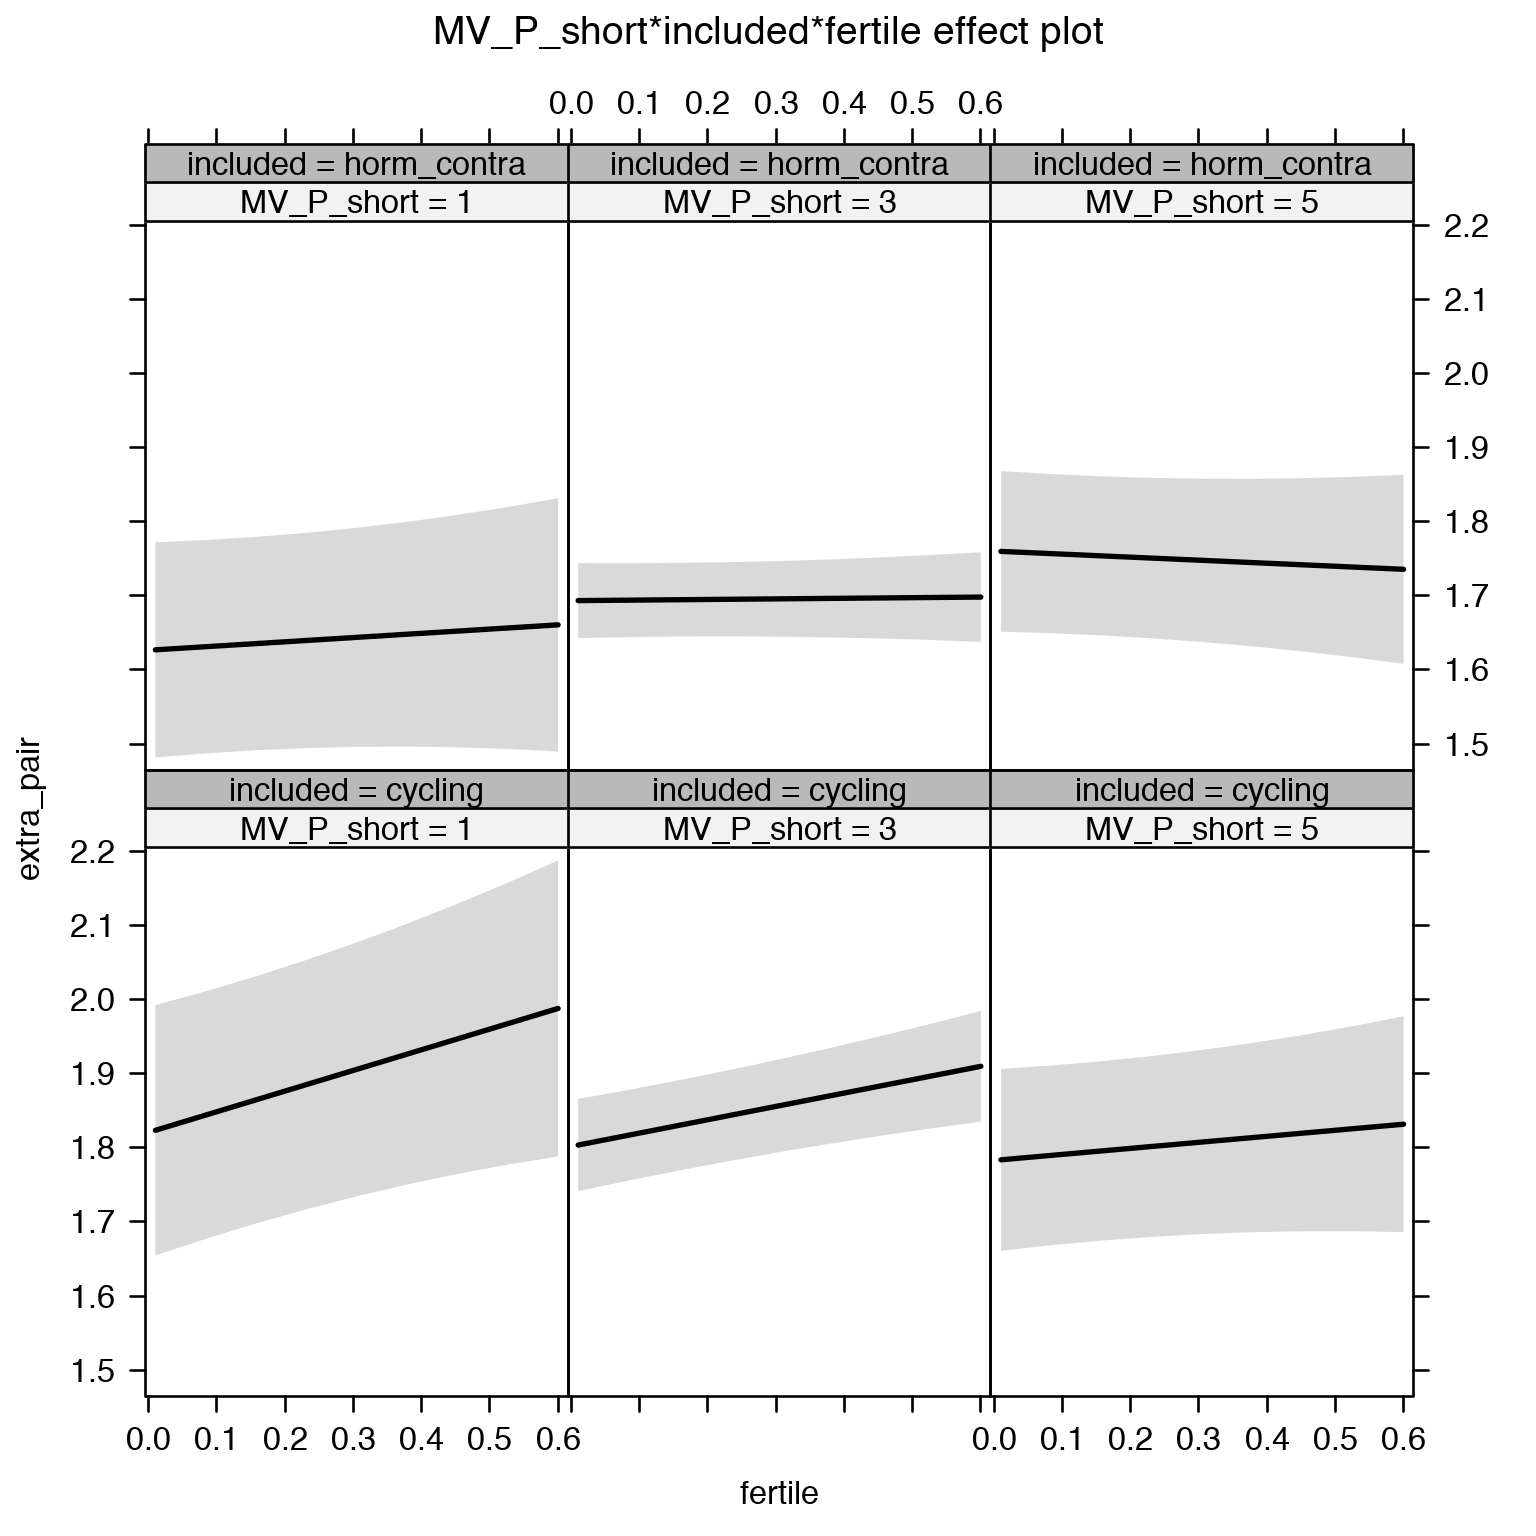 MV_P_short*included*fertile effect plot
0.0 0.1 0.2 0.3 0.4 0.5 0.6
included = horm_contra included = horm_contra included = horm_contra
MV_P_short = 1 MV_P_short = 3 MV_P_short = 5
2.2
2.1
2.0
1.9
1.8
1.7
1.6
1.5
extra_pair
included = cycling included = cycling included = cycling
MV_P_short = 1 MV_P_short = 3 MV_P_short = 5
2.2
2.1
2.0
1.9
1.8
1.7
1.6
1.5
0.0 0.1 0.2 0.3 0.4 0.5 0.6 0.0 0.1 0.2 0.3 0.4 0.5 0.6
fertile